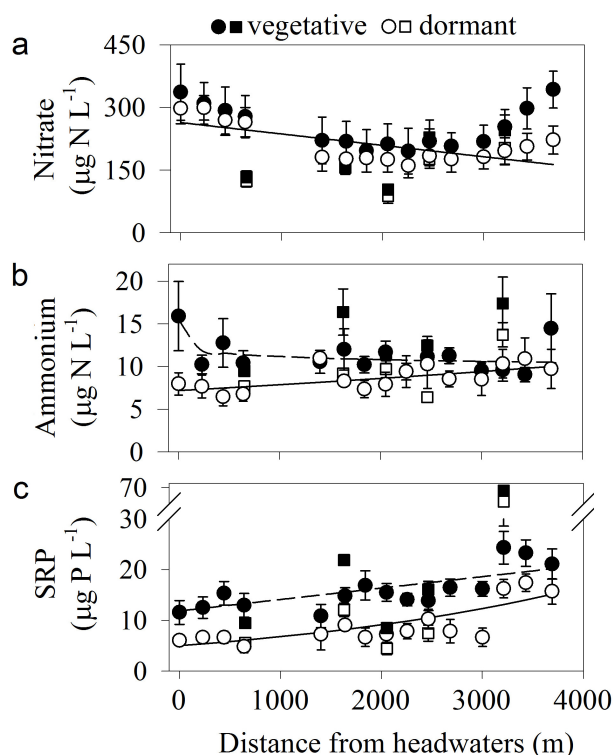 ● ■ vegetative ○ □ dormant
a
Nitrate
(µg N L⁻¹)
450
300
150
0
b
Ammonium
(µg N L⁻¹)
20
15
10
5
0
c
SRP
(µg P L⁻¹)
70
30
20
10
0
0 1000 2000 3000 4000
Distance from headwaters (m)